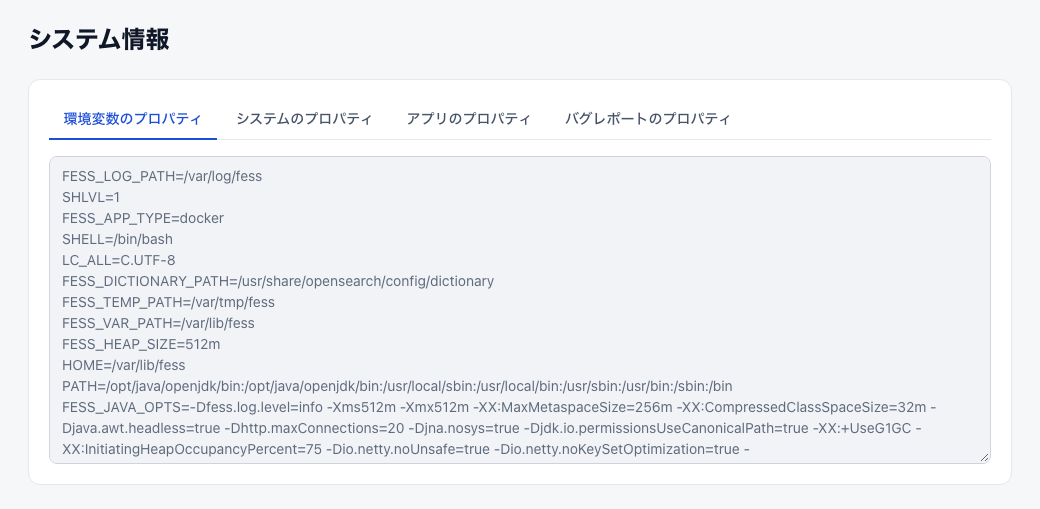 システム情報
環境変数のプロパティ システムのプロパティ アプリのプロパティ バグレポートのプロパティ
FESS_LOG_PATH=/var/log/fess
SHLVL=1
FESS_APP_TYPE=docker
SHELL=/bin/bash
LC_ALL=C.UTF-8
FESS_DICTIONARY_PATH=/usr/share/opensearch/config/dictionary
FESS_TEMP_PATH=/var/tmp/fess
FESS_VAR_PATH=/var/lib/fess
FESS_HEAP_SIZE=512m
HOME=/var/lib/fess
PATH=/opt/java/openjdk/bin:/opt/java/openjdk/bin:/usr/local/sbin:/usr/local/bin:/usr/sbin:/usr/bin:/sbin:/bin
FESS_JAVA_OPTS=-Dfess.log.level=info -Xms512m -Xmx512m -XX:MaxMetaspaceSize=256m -XX:CompressedClassSpaceSize=32m -
Djava.awt.headless=true -Dhttp.maxConnections=20 -Djna.nosys=true -Djdk.io.permissionsUseCanonicalPath=true -XX:+UseG1GC -
XX:InitiatingHeapOccupancyPercent=75 -Dio.netty.noUnsafe=true -Dio.netty.noKeySetOptimization=true -